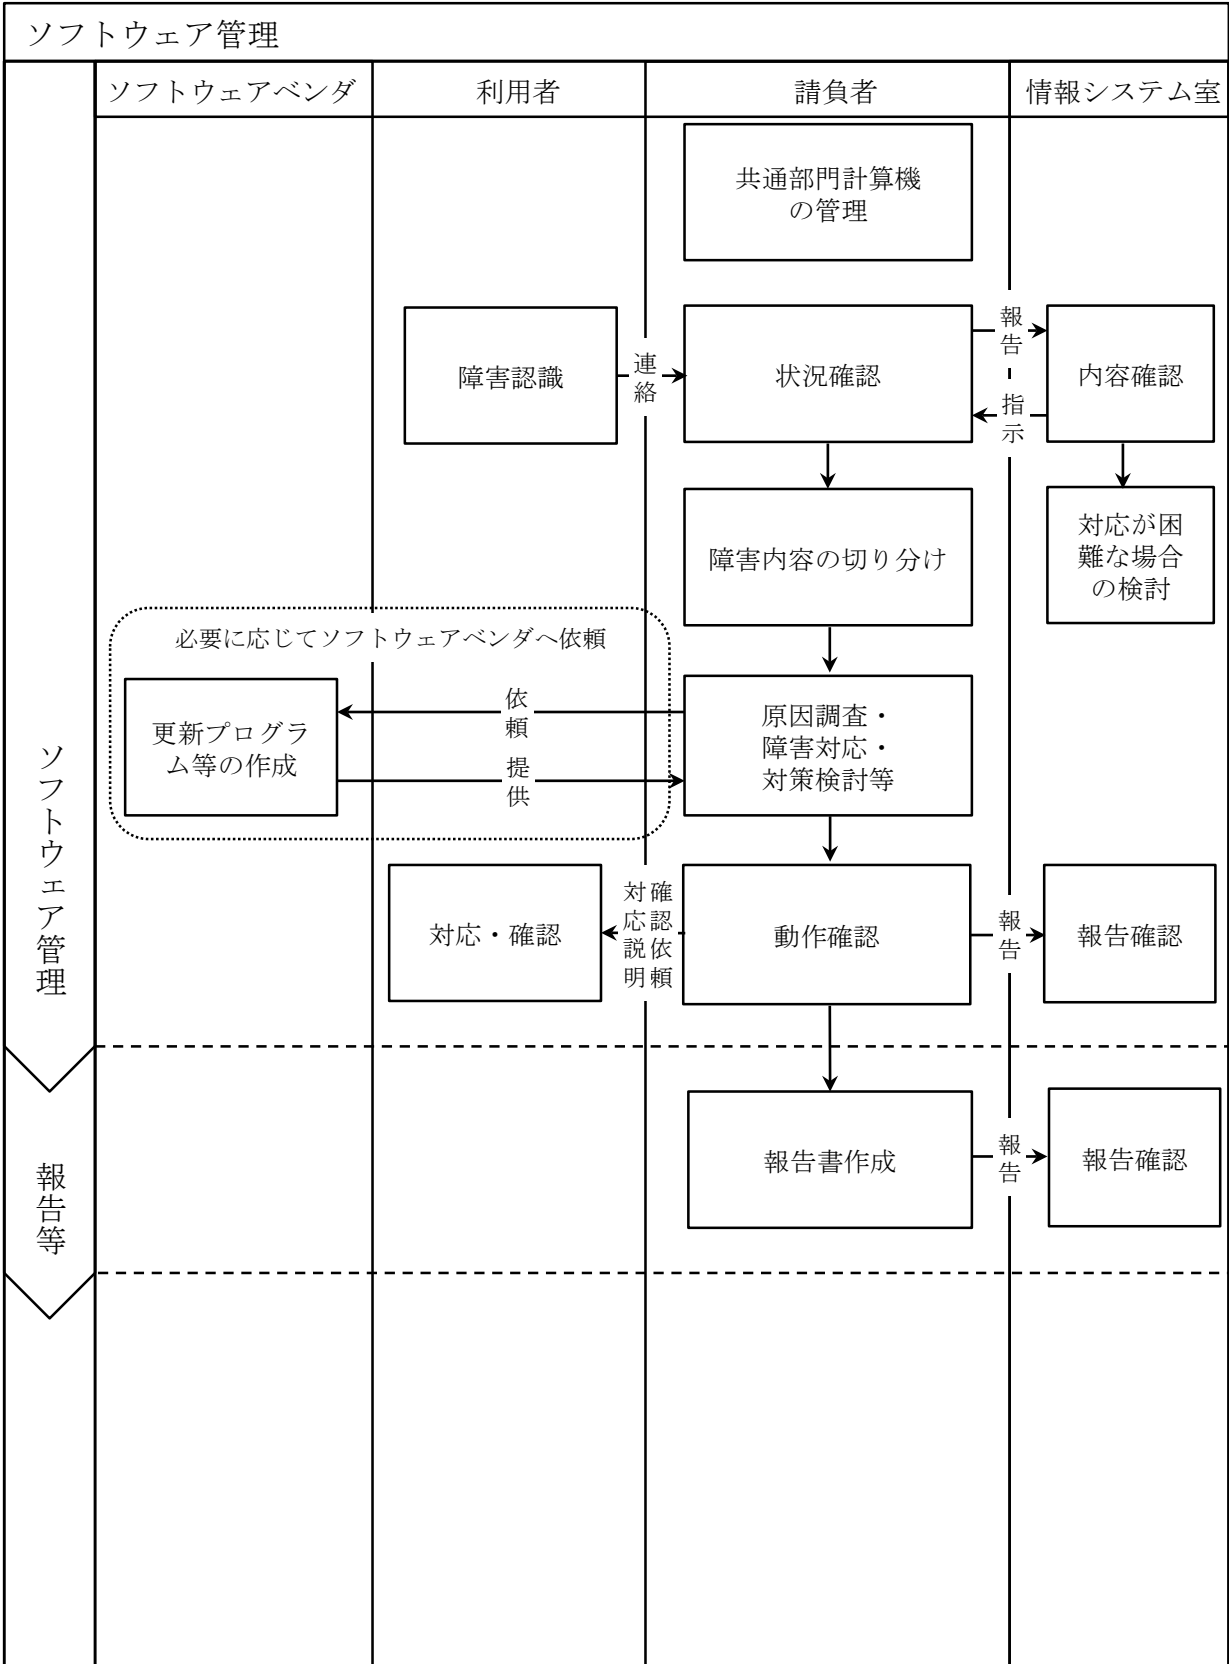 ソフトウェア管理
ソフトウェアベンダ
利用者
請負者
情報システム室
共通部門計算機
の管理
障害認識
連絡
状況確認
報告
指示
内容確認
障害内容の切り分け
対応が困
難な場合
の検討
必要に応じてソフトウェアベンダへ依頼
更新プログラ
ム等の作成
依頼
提供
原因調査・
障害対応・
対策検討等
ソフトウェア管理
対応・確認
確認依頼
対応説明
動作確認
報告
報告確認
報告等
報告書作成
報告
報告確認